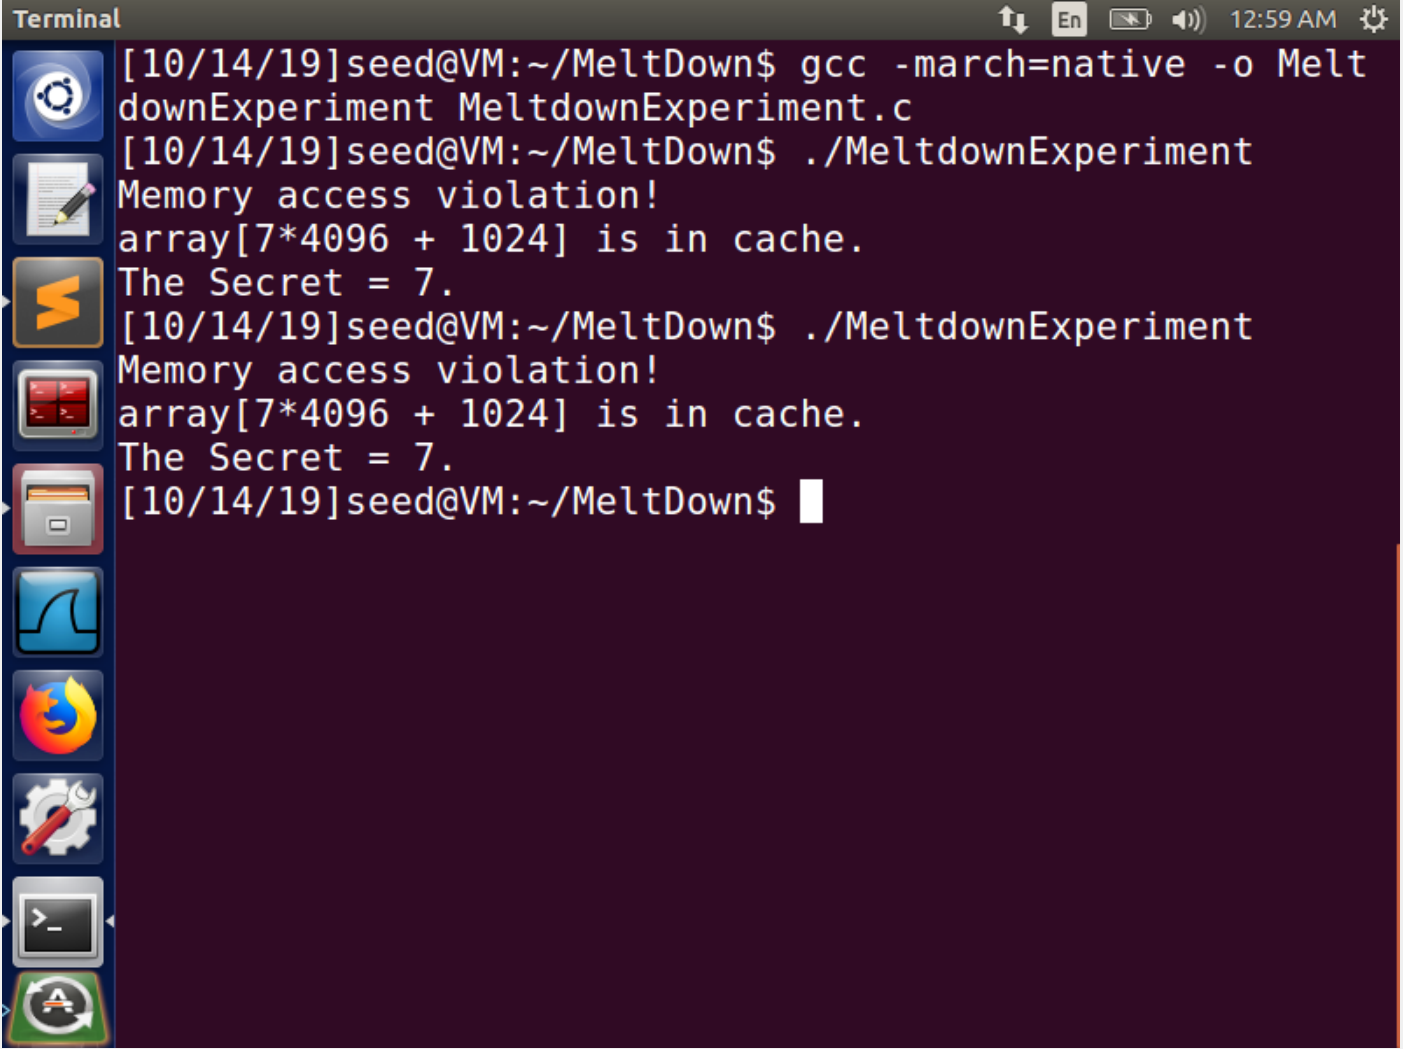 Terminal
En
12:59 AM
[10/14/19]seed@VM:~/MeltDown$ gcc -march=native -o Melt
downExperiment MeltdownExperiment.c
[10/14/19]seed@VM:~/MeltDown$ ./MeltdownExperiment
Memory access violation!
array[7*4096 + 1024] is in cache.
The Secret = 7.
[10/14/19]seed@VM:~/MeltDown$ ./MeltdownExperiment
Memory access violation!
array[7*4096 + 1024] is in cache.
The Secret = 7.
[10/14/19]seed@VM:~/MeltDown$